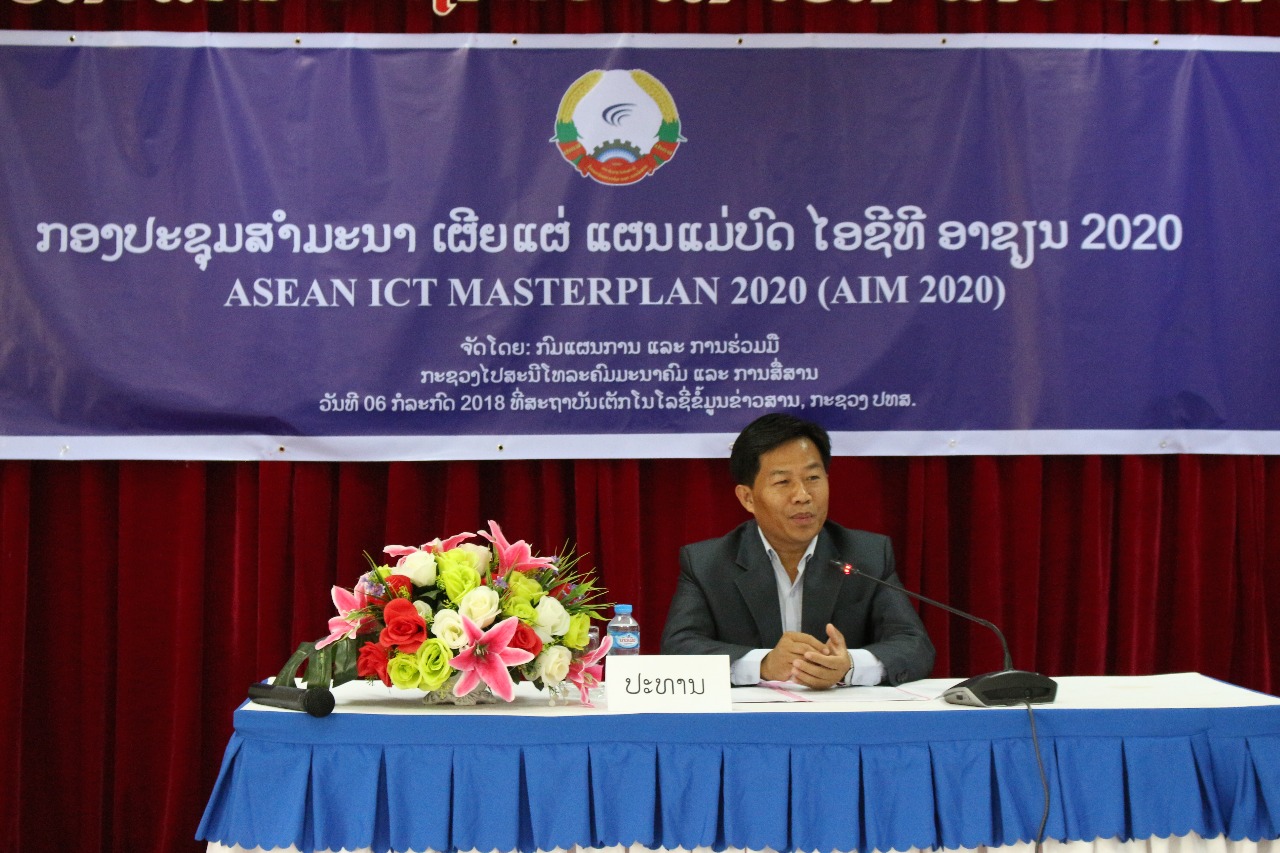 ກອງປະຊຸມສຳມະນາ ເຜີຍແຜ່ ແຜນແມ່ບົດ ໄອຊີທີ ອາຊຽນ 2020
ASEAN ICT MASTERPLAN 2020 (AIM 2020)
ຈັດໂດຍ: ກົມແຜນການ ແລະ ການຮ່ວມມື
ກະຊວງໄປສະນີໂທລະຄົມມະນາຄົມ ແລະ ການສື່ສານ
ວັນທີ 06 ກໍລະກົດ 2018 ທີ່ສະຖາບັນເຕັກໂນໂລຊີ່ຂໍ້ມູນຂ່າວສານ, ກະຊວງ ປທສ.
ປະທານ